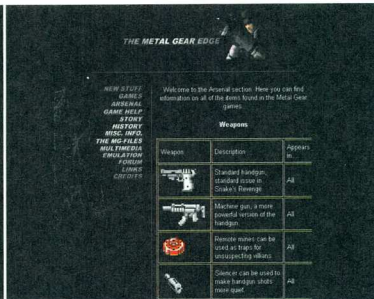 THE METAL GEAR EDGE
NEW STUFF
GAMES
ARSENAL
GAME HELP
STORY
HISTORY
MISC. INFO.
THE MG-FILES
MULTIMEDIA
EMULATION
FORUM
LINKS
CREDITS
Welcome to the Arsenal section. Here you can find
information on all of the items found in the Metal Gear
games.
Weapons
Weapon Description Appears
in...
Standard handgun,
standard issue in
Snake's Revenge.
All
Machine gun, a more
powerful version of the
handgun.
All
Remote mines can be
used as traps for
unsuspecting villians.
All
Silencer can be used to
make handgun shots
more quiet.
All